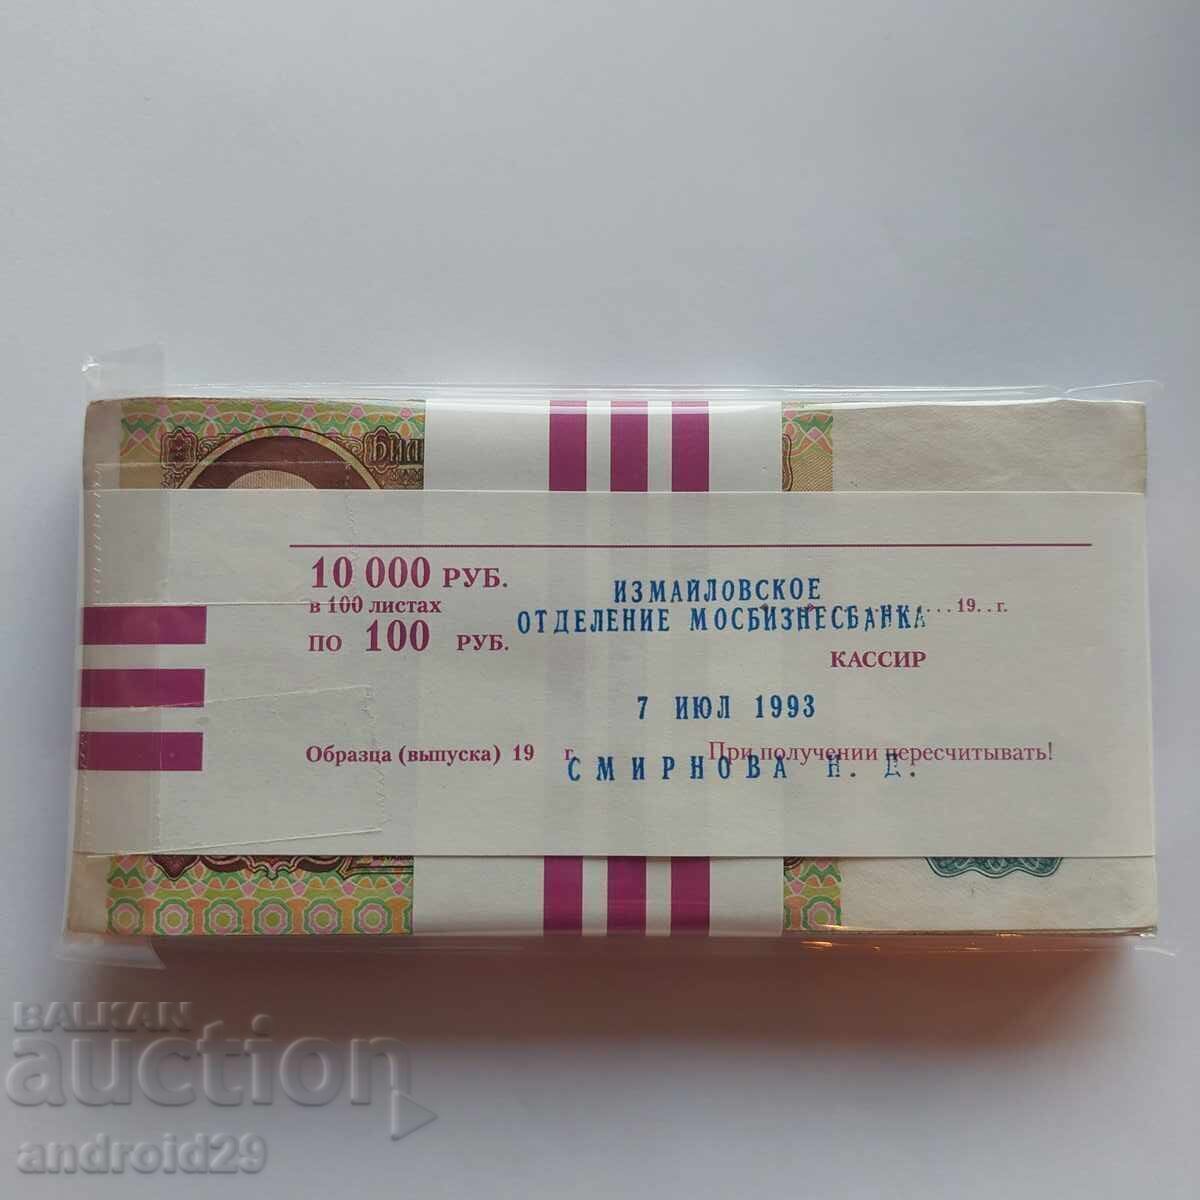 БИЛ
10 000 РУБ.
в 100 листах
ПО 100 РУБ.
ИЗМАЙЛОВСКОЕ
ОТДЕЛЕНИЕ МОСБИЗНЕСБАНКА
19. . г.
КАССИР
7 ИЮЛ 1993
Образца (выпуска) 19 г.
При получении пересчитывать!
СМИРНОВА Н. Д.
BALKAN
auction
android29